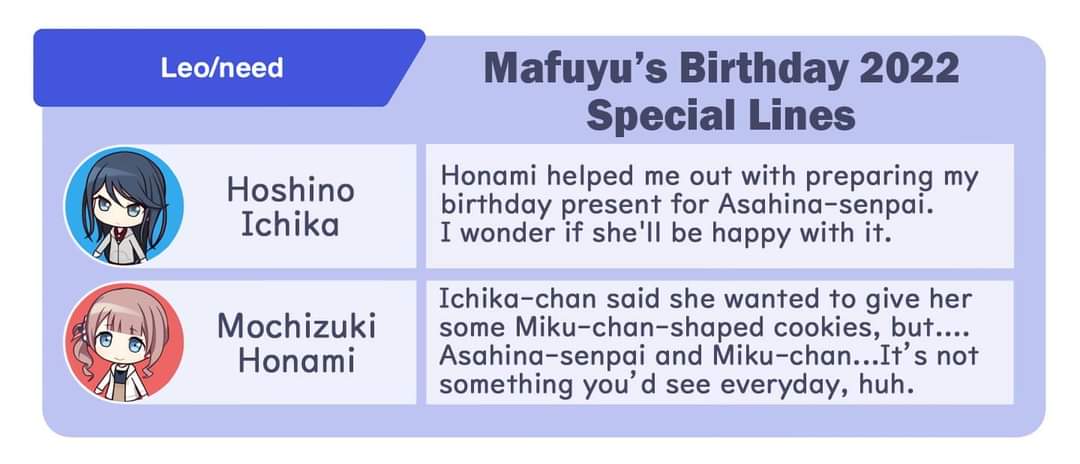 Leo/need
Mafuyu's Birthday 2022
Special Lines
Hoshino
Ichika
Honami helped me out with preparing my
birthday present for Asahina-senpai.
I wonder if she'll be happy with it.
Mochizuki
Honami
Ichika-chan said she wanted to give her
some Miku-chan-shaped cookies, but....
Asahina-senpai and Miku-chan...It's not
something you'd see everyday, huh.